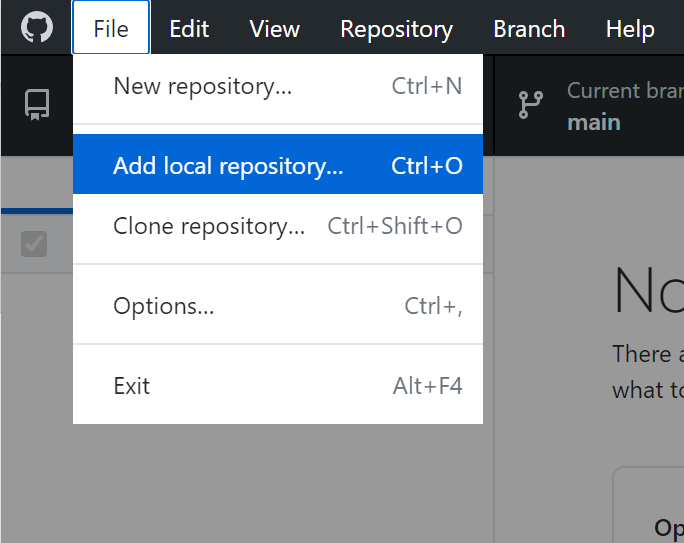 File Edit View Repository Branch Help
New repository... Ctrl+N
Add local repository... Ctrl+O
Clone repository... Ctrl+Shift+O
Options... Ctrl+,
Exit Alt+F4
Current bran
main
No
There a
what to
Op